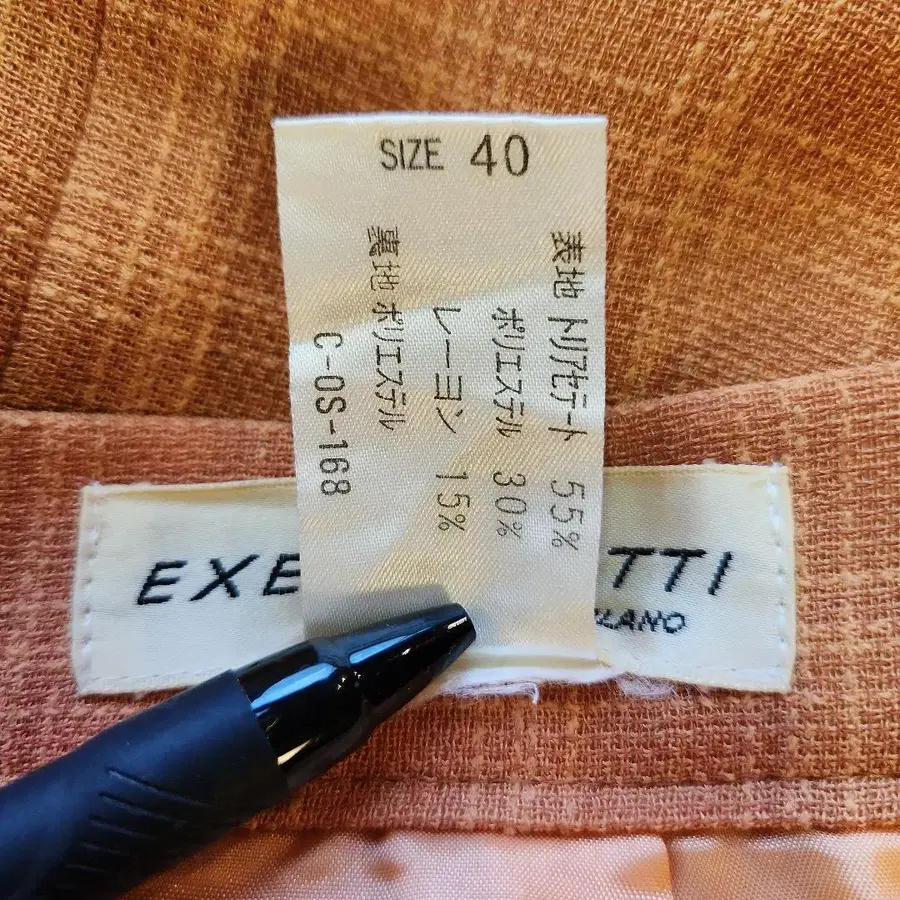 SIZE 40
表地 トリアセテート 55%
ポリエステル 30%
レーヨン 15%
裏地 ポリエステル
C-OS-168
EXE TTI
LANO